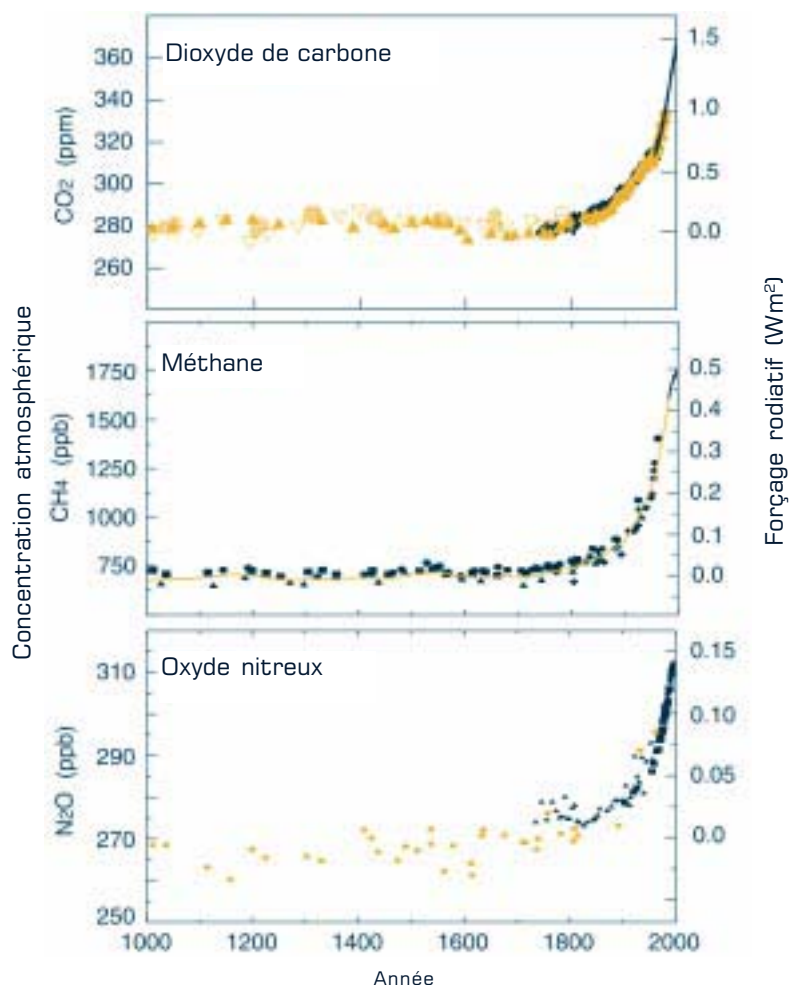 Concentration atmosphérique
Dioxyde de carbone
CO2 (ppm)
360
340
320
300
280
260
1.5
1.0
0.5
0.0
Méthane
CH4 (ppb)
1750
1500
1250
1000
750
0.5
0.4
0.3
0.2
0.1
0.0
Forçage rodiatif (Wm²)
Oxyde nitreux
N2O (ppb)
310
290
270
250
0.15
0.10
0.05
0.0
1000 1200 1400 1600 1800 2000
Année